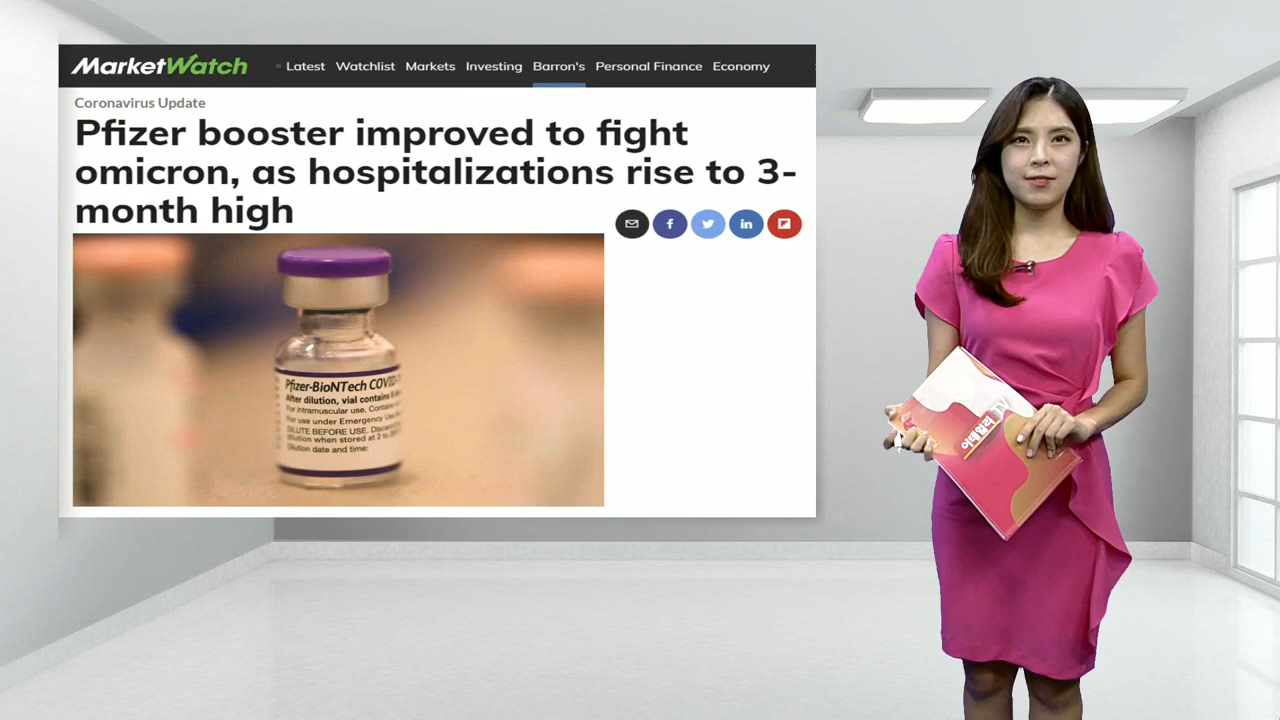 MarketWatch
Latest Watchlist Markets Investing Barron's Personal Finance Economy
Coronavirus Update
Pfizer booster improved to fight
omicron, as hospitalizations rise to 3-
month high
Pfizer-BioNTech COVID-
After dilution, vial contains
For intramuscular use.
For use under Emergency Use
DILUTE BEFORE USE.
dilution when stored at 2 to
Dilution date and time:
이데일리 TV